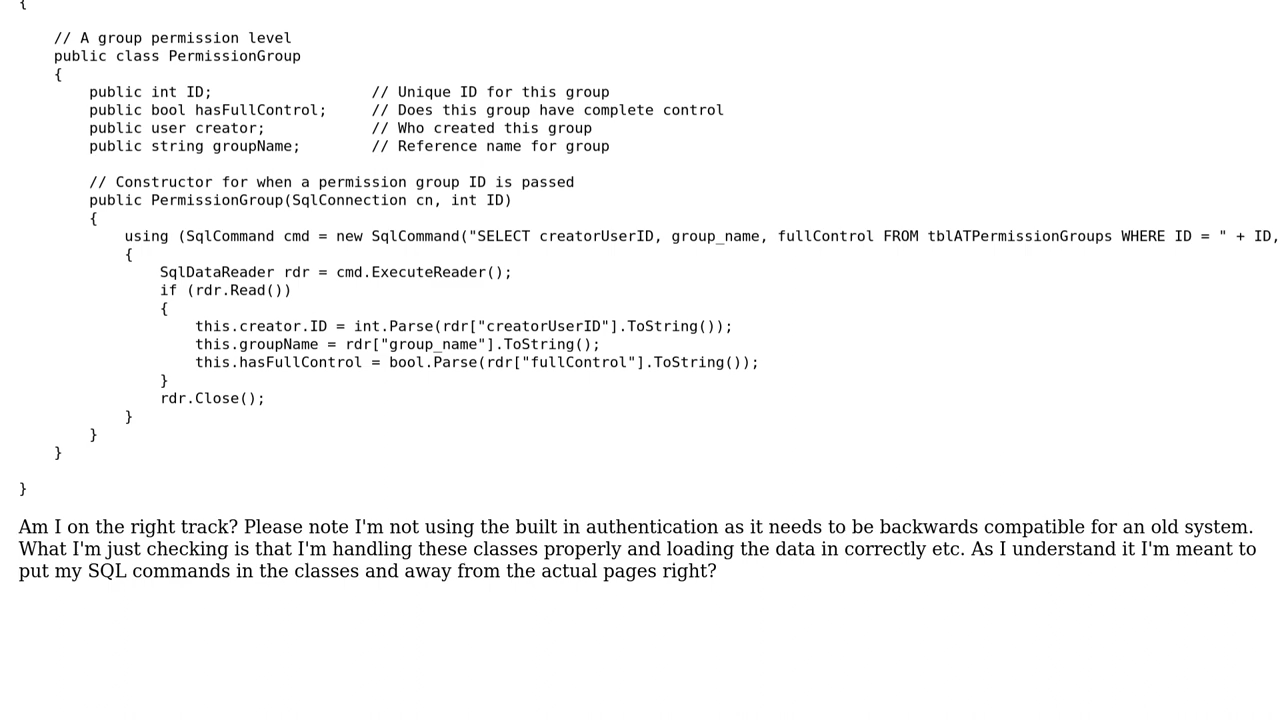 {
// A group permission level
public class PermissionGroup
{
public int ID; // Unique ID for this group
public bool hasFullControl; // Does this group have complete control
public user creator; // Who created this group
public string groupName; // Reference name for group
// Constructor for when a permission group ID is passed
public PermissionGroup(SqlConnection cn, int ID)
{
using (SqlCommand cmd = new SqlCommand("SELECT creatorUserID, group_name, fullControl FROM tblATPermissionGroups WHERE ID = " + ID,
{
SqlDataReader rdr = cmd.ExecuteReader();
if (rdr.Read())
{
this.creator.ID = int.Parse(rdr["creatorUserID"].ToString());
this.groupName = rdr["group_name"].ToString();
this.hasFullControl = bool.Parse(rdr["fullControl"].ToString());
}
rdr.Close();
}
}
}
}
Am I on the right track? Please note I'm not using the built in authentication as it needs to be backwards compatible for an old system.
What I'm just checking is that I'm handling these classes properly and loading the data in correctly etc. As I understand it I'm meant to
put my SQL commands in the classes and away from the actual pages right?